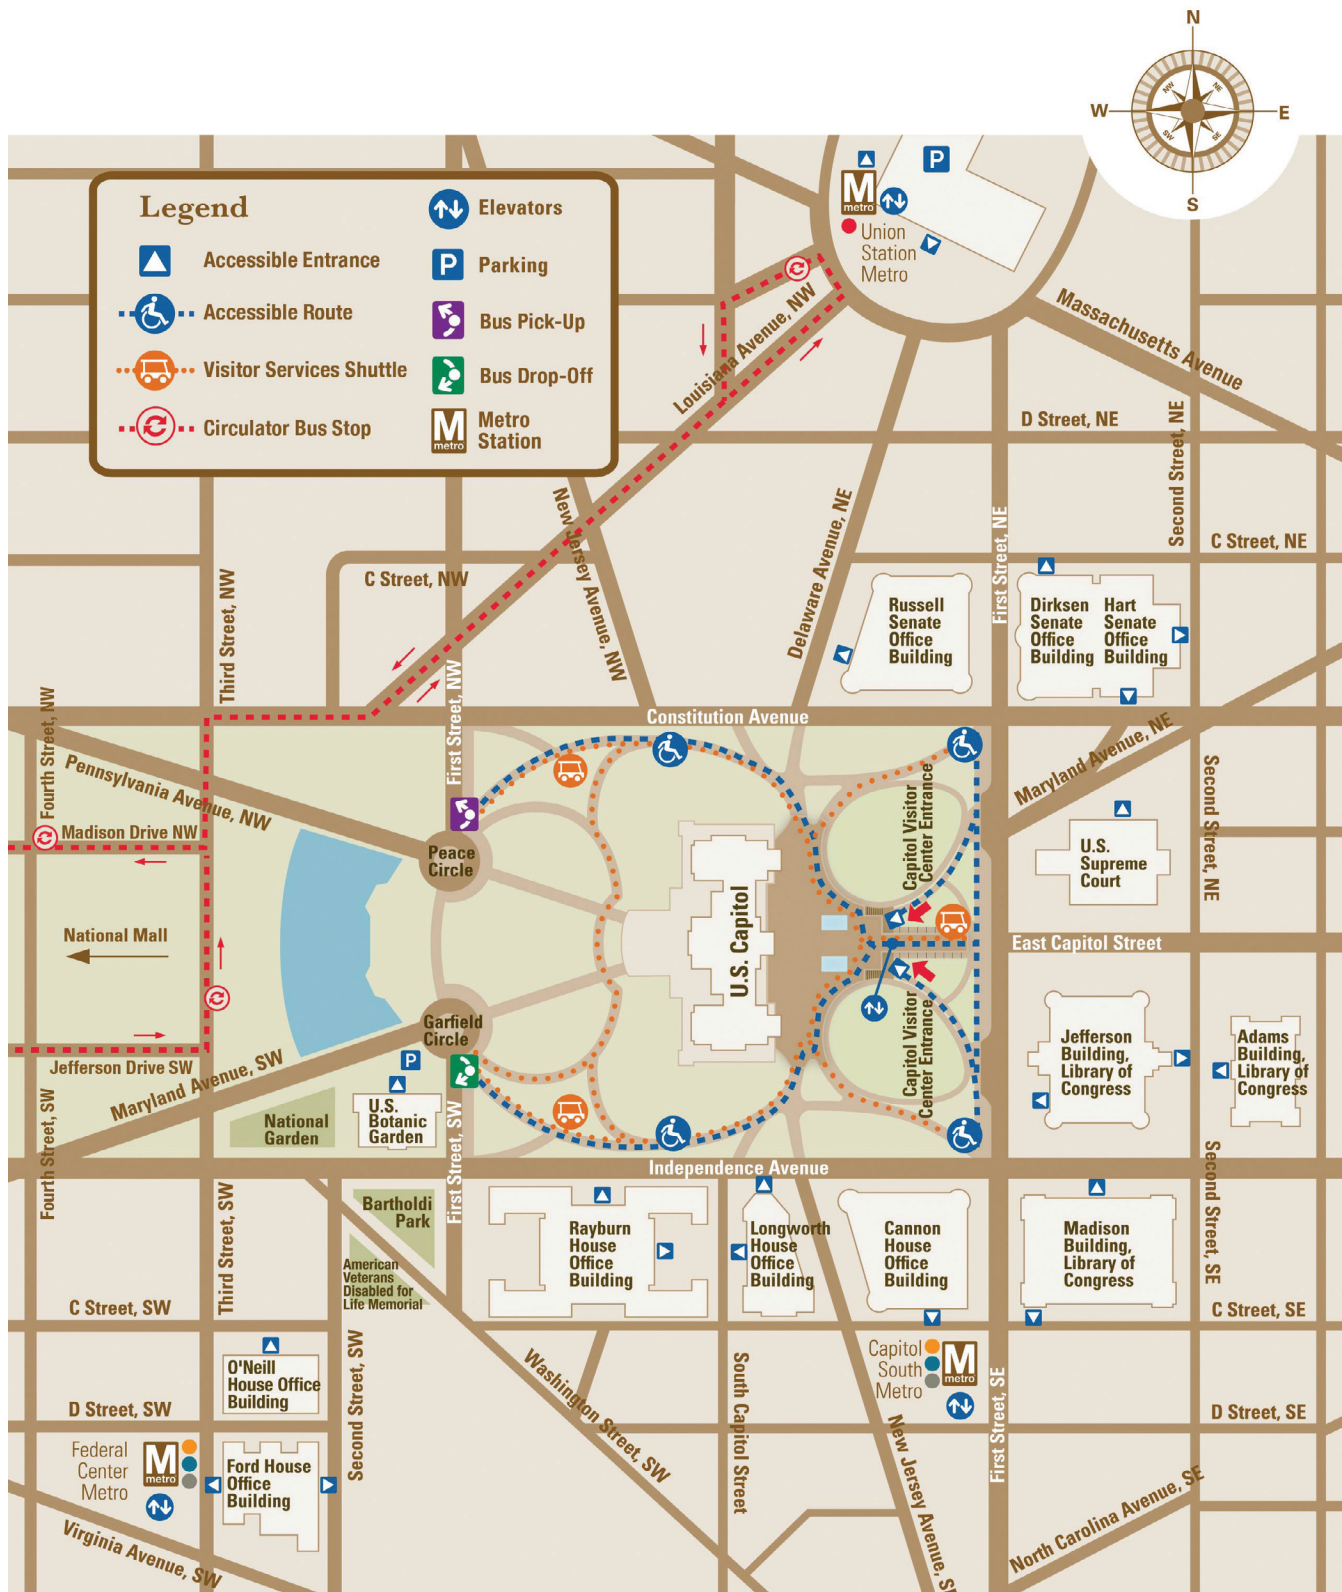 N
NW
NE
W
E
SW
SE
S
Legend
Accessible Entrance
Accessible Route
Visitor Services Shuttle
Circulator Bus Stop
Elevators
P
Parking
Bus Pick-Up
Bus Drop-Off
M
metro
Metro
Station
P
M
metro
Union
Station
Metro
Massachusetts Avenue
Louisiana Avenue, NW
D Street, NE
Second Street, NE
C Street, NE
New Jersey Avenue, NW
Delaware Avenue, NE
First Street, NE
C Street, NW
Third Street, NW
Russell
Senate
Office
Building
Dirksen
Senate
Office
Building
Hart
Senate
Office
Building
Fourth Street, NW
First Street, NW
Constitution Avenue
Maryland Avenue, NE
Pennsylvania Avenue, NW
Madison Drive NW
Second Street, NE
Peace
Circle
Capitol Visitor
Center Entrance
U.S.
Supreme
Court
U.S. Capitol
National Mall
East Capitol Street
Garfield
Circle
Capitol Visitor
Center Entrance
Jefferson
Building,
Library of
Congress
Adams
Building,
Library of
Congress
Jefferson Drive SW
Maryland Avenue, SW
P
U.S.
Botanic
Garden
National
Garden
Fourth Street, SW
First Street, SW
Independence Avenue
Second Street, SE
Third Street, SW
Bartholdi
Park
American
Veterans
Disabled for
Life Memorial
Rayburn
House
Office
Building
Longworth
House
Office
Building
Cannon
House
Office
Building
Madison
Building,
Library of
Congress
C Street, SW
C Street, SE
O'Neill
House Office
Building
Second Street, SW
Washington Street, SW
South Capitol Street
Capitol
South
Metro
M
metro
First Street, SE
D Street, SW
D Street, SE
Federal
Center
Metro
M
metro
Ford House
Office
Building
New Jersey Avenue, SE
North Carolina Avenue, SE
Virginia Avenue, SW